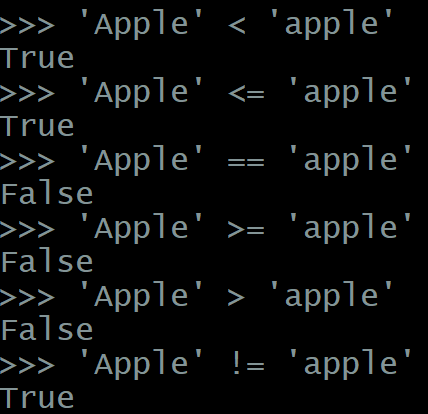 >>> 'Apple' < 'apple'
True
>>> 'Apple' <= 'apple'
True
>>> 'Apple' == 'apple'
False
>>> 'Apple' >= 'apple'
False
>>> 'Apple' > 'apple'
False
>>> 'Apple' != 'apple'
True